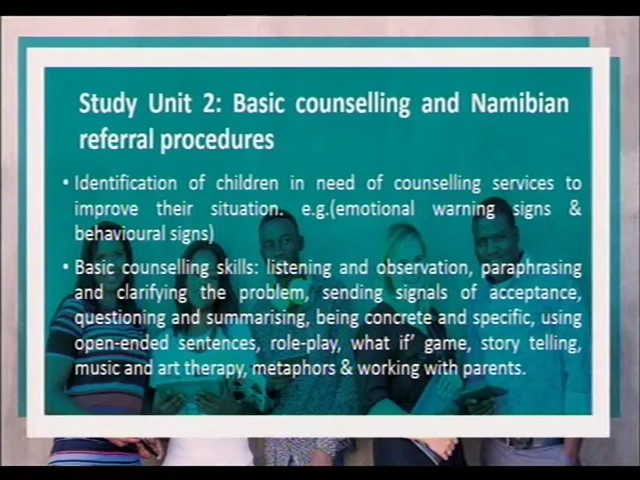 Study Unit 2: Basic counselling and Namibian
referral procedures
• Identification of children in need of counselling services to
improve their situation. e.g.(emotional warning signs &
behavioural signs)
• Basic counselling skills: listening and observation, paraphrasing
and clarifying the problem, sending signals of acceptance,
questioning and summarising, being concrete and specific, using
open-ended sentences, role-play, what if’ game, story telling,
music and art therapy, metaphors & working with parents.